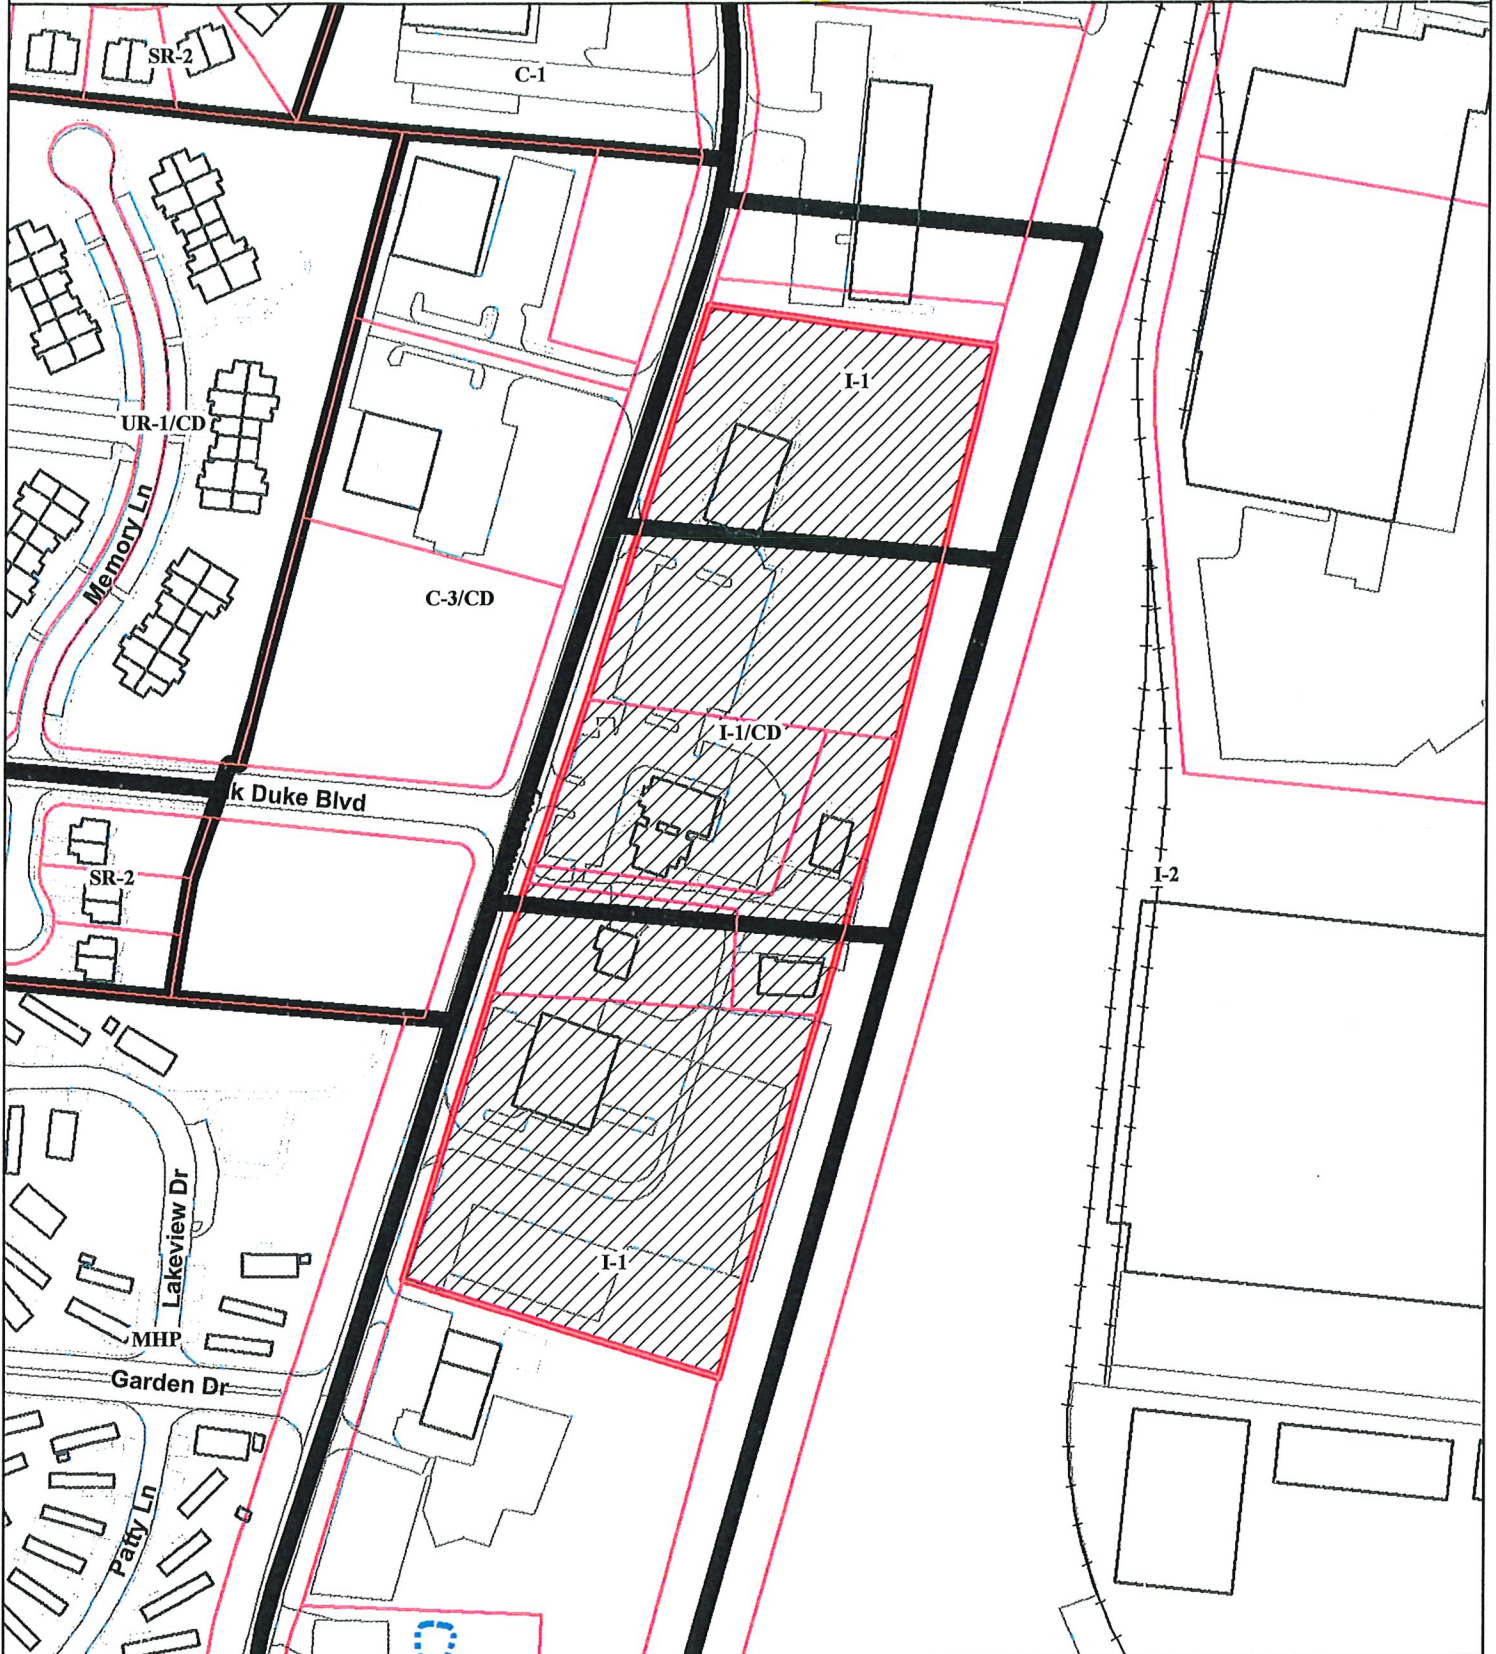 SR-2
C-1
I-1
UR-1/CD
Memory Ln
C-3/CD
I-1/CD
k Duke Blvd
SR-2
I-2
Lakeview Dr
I-1
MHP
Garden Dr
Patty Ln